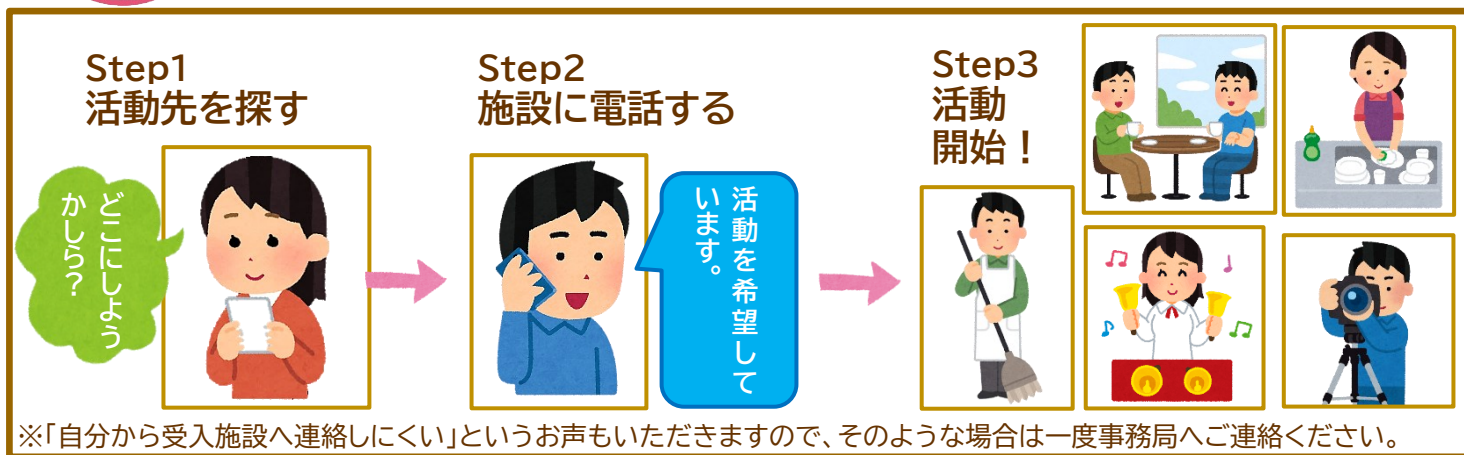 Step1
活動先を探す
どこにしよう
かしら？
Step2
施設に電話する
活動を希望して
います。
Step3
活動
開始！
※「自分から受入施設へ連絡しにくい」というお声もいただきますので、そのような場合は一度事務局へご連絡ください。